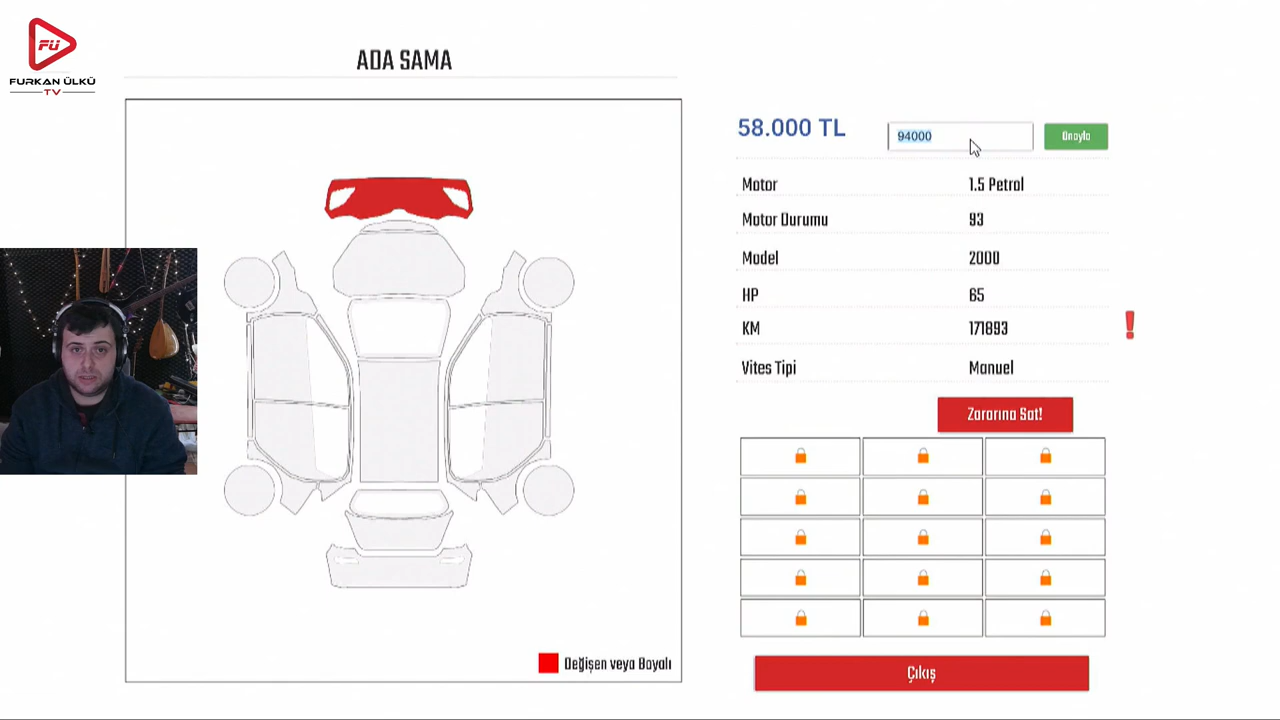 FU
FURKAN ÜLKÜ
TV
ADA SAMA
58.000 TL
94000
Onayla
Motor 1.5 Petrol
Motor Durumu 93
Model 2000
HP 65
KM 171893
Vites Tipi Manuel
Zararına Sat!
Değişen veya Boyalı
Çıkış